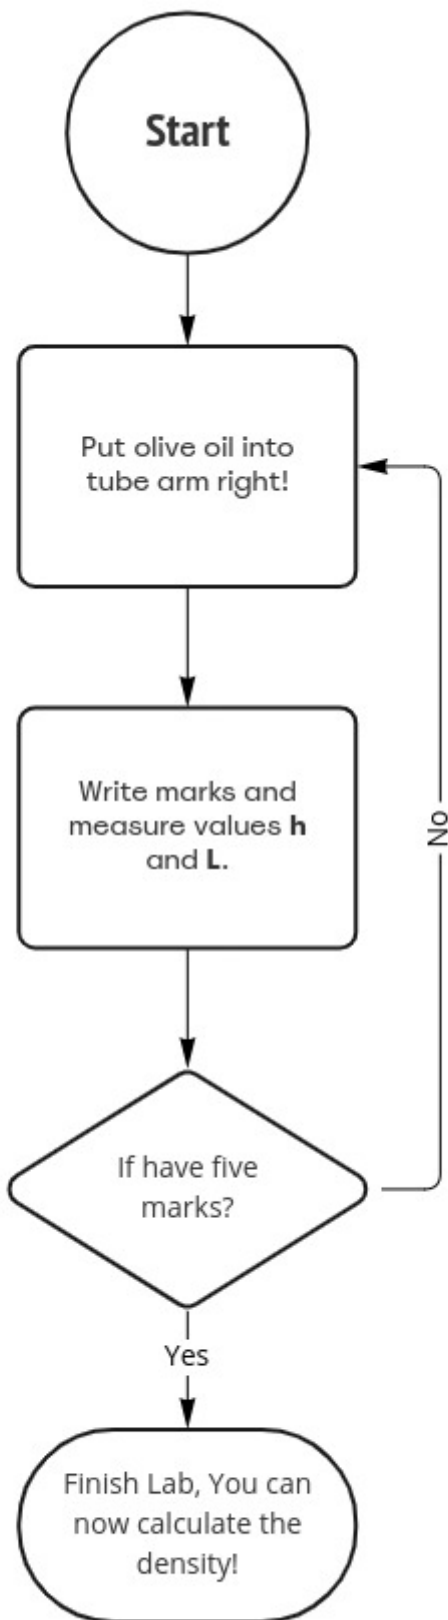 Start
Put olive oil into
tube arm right!
Write marks and
measure values h
and L.
No
If have five
marks?
Yes
Finish Lab, You can
now calculate the
density!